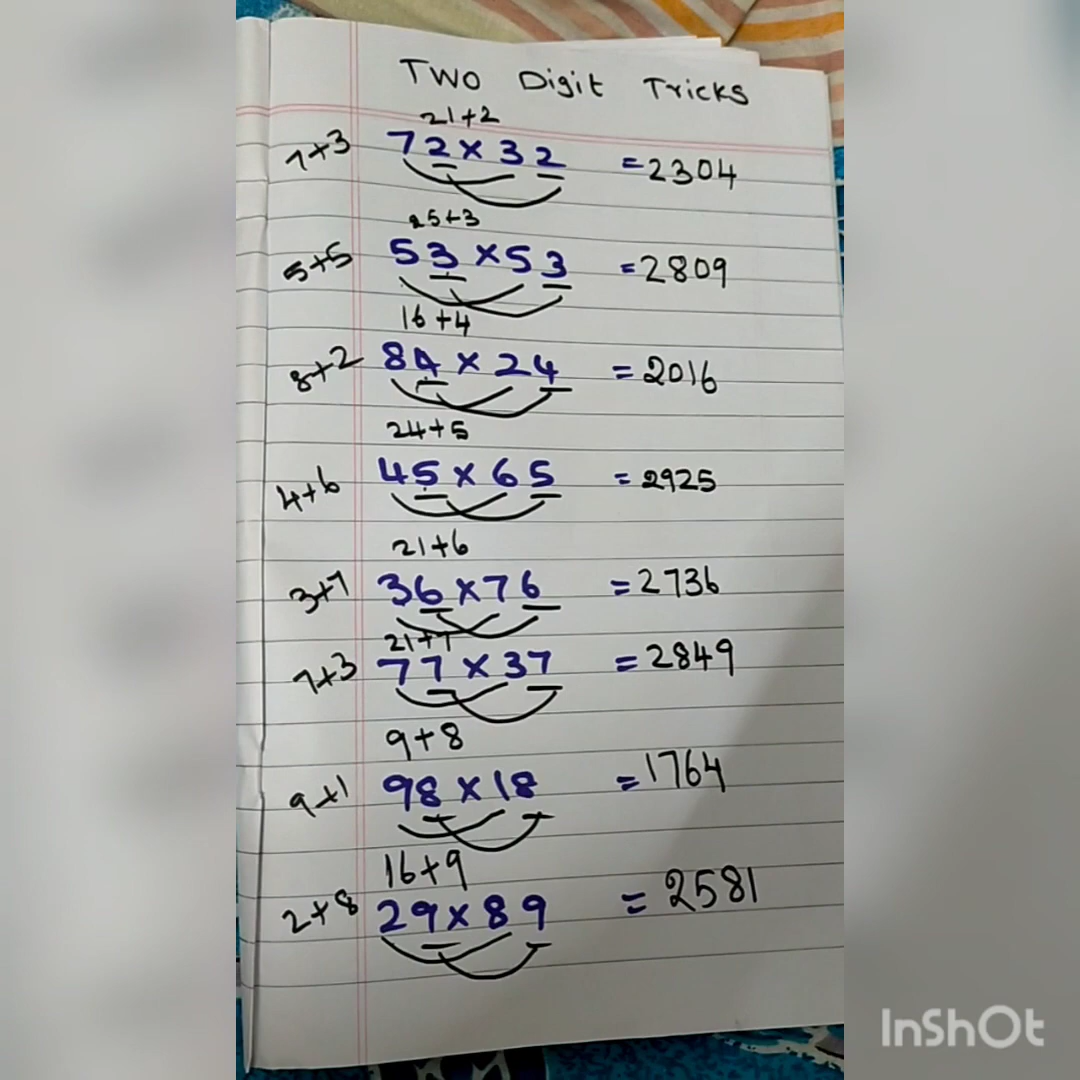 Two Digit Tricks
21+2
7+3 72 × 32 = 2304
25+3
5+5 53 × 53 = 2809
16+4
8+2 84 × 24 = 2016
24+5
4+6 45 × 65 = 2925
21+6
3+7 36 × 76 = 2736
21+7
7+3 77 × 37 = 2849
9+8
9+1 98 × 18 = 1764
16+9
2+8 29 × 89 = 2581
InShOt